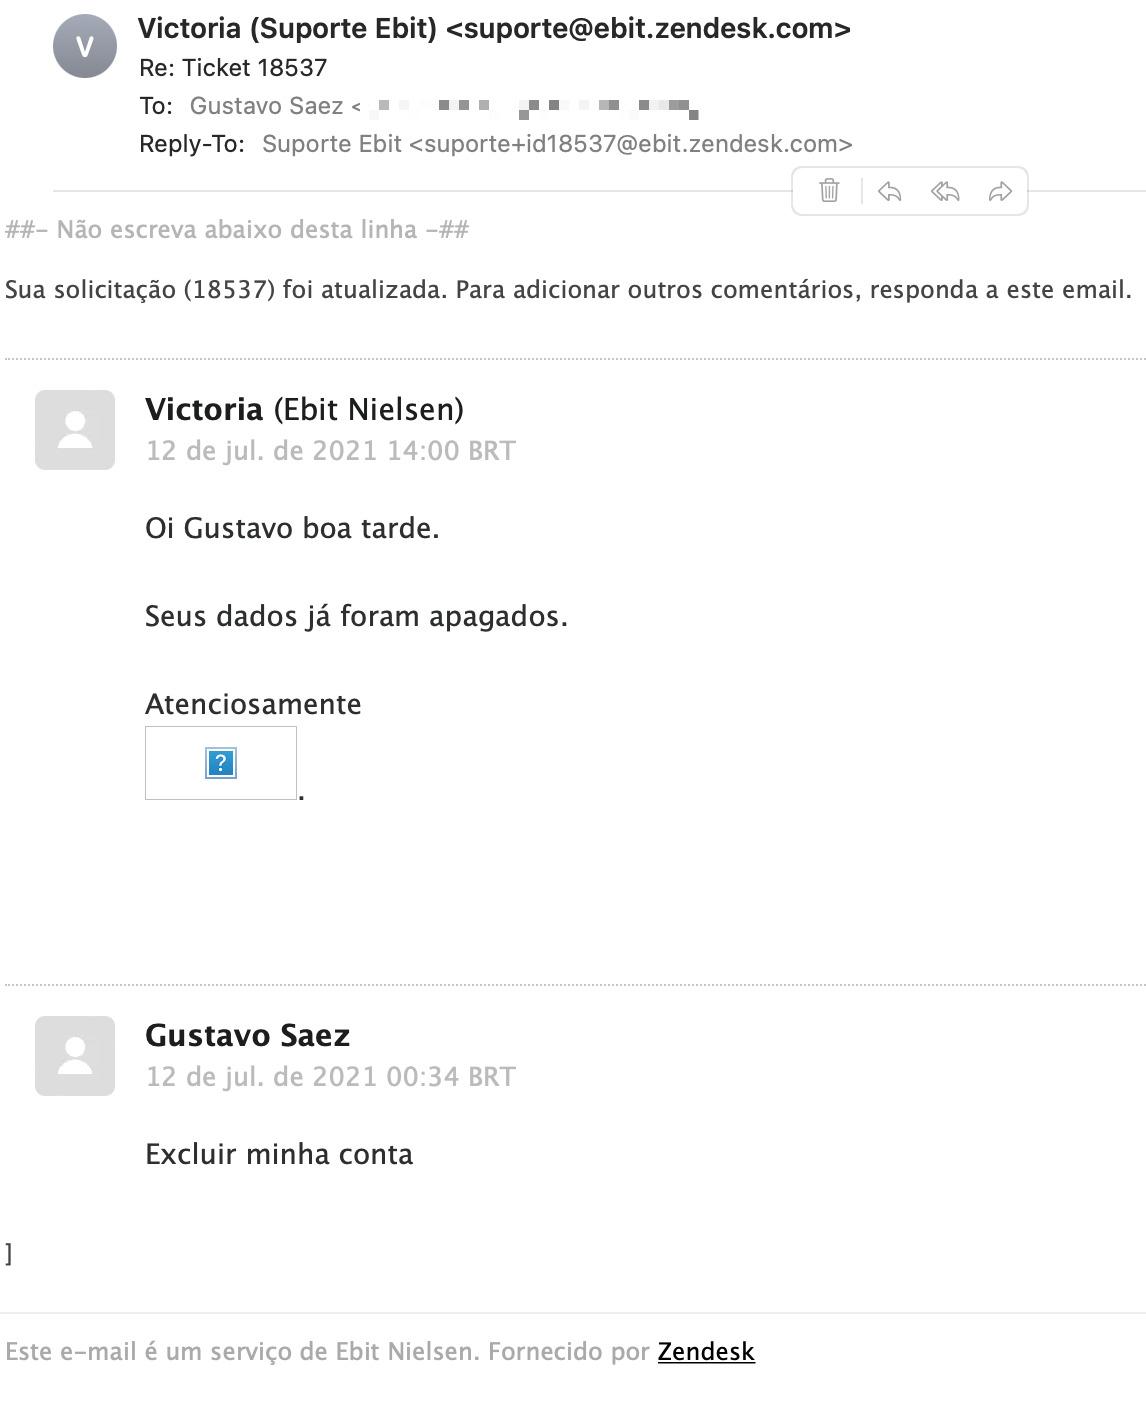 V
Victoria (Suporte Ebit) <suporte@ebit.zendesk.com>
Re: Ticket 18537
To: Gustavo Saez <
Reply-To: Suporte Ebit <suporte+id18537@ebit.zendesk.com>
##- Não escreva abaixo desta linha -##
Sua solicitação (18537) foi atualizada. Para adicionar outros comentários, responda a este email.
Victoria (Ebit Nielsen)
12 de jul. de 2021 14:00 BRT
Oi Gustavo boa tarde.
Seus dados já foram apagados.
Atenciosamente
?
.
Gustavo Saez
12 de jul. de 2021 00:34 BRT
Excluir minha conta
]
Este e-mail é um serviço de Ebit Nielsen. Fornecido por Zendesk